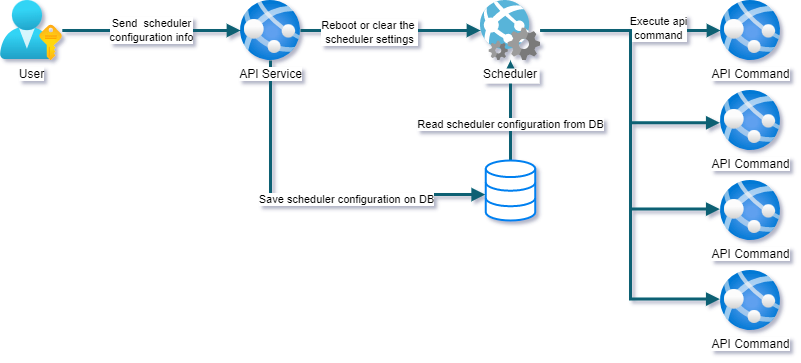 Send scheduler
configuration info
Reboot or clear the
scheduler settings
Execute api
command
User
API Service
Scheduler
API Command
Read scheduler configuration from DB
API Command
Save scheduler configuration on DB
API Command
API Command